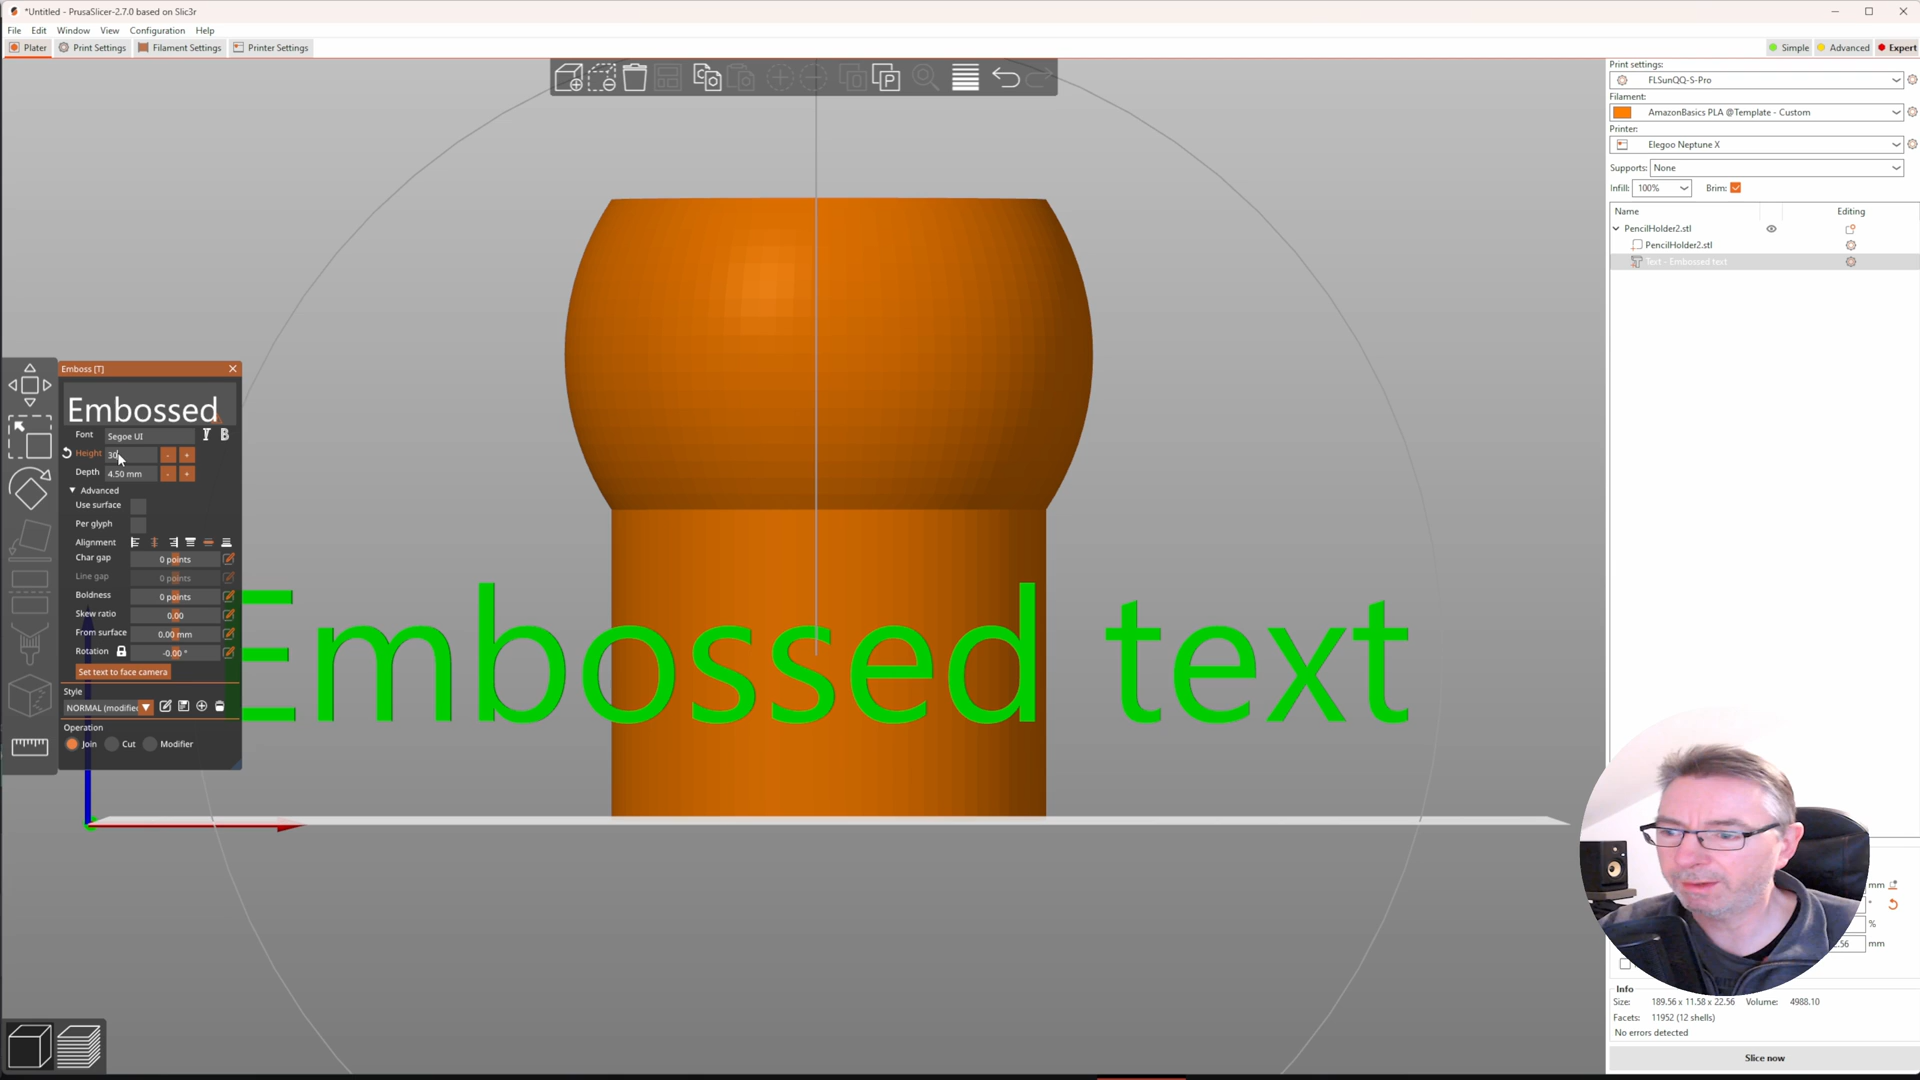 *Untitled - PrusaSlicer-2.7.0 based on Slic3r
File Edit Window View Configuration Help
Plater Print Settings Filament Settings Printer Settings
Simple Advanced Expert
Print settings:
FLSunQQ-S-Pro
Filament:
AmazonBasics PLA @Template - Custom
Printer:
Elegoo Neptune X
Supports: None
Infill: 100% Brim:
Name Editing
PencilHolder2.stl
PencilHolder2.stl
Text - Embossed text
Emboss [T]
Embossed
Font Segoe UI I B
Height 30
Depth 4.50 mm - +
Advanced
Use surface
Per glyph
Alignment
Char gap 0 points
Line gap 0 points
Boldness 0 points
Skew ratio 0.00
From surface 0.00 mm
Rotation -0.00 °
Set text to face camera
Style
NORMAL (modifie
Operation
Join Cut Modifier
Embossed text
mm
°
%
.56 mm
Info
Size: 189.56 x 11.58 x 22.56 Volume: 4988.10
Facets: 11952 (12 shells)
No errors detected
Slice now